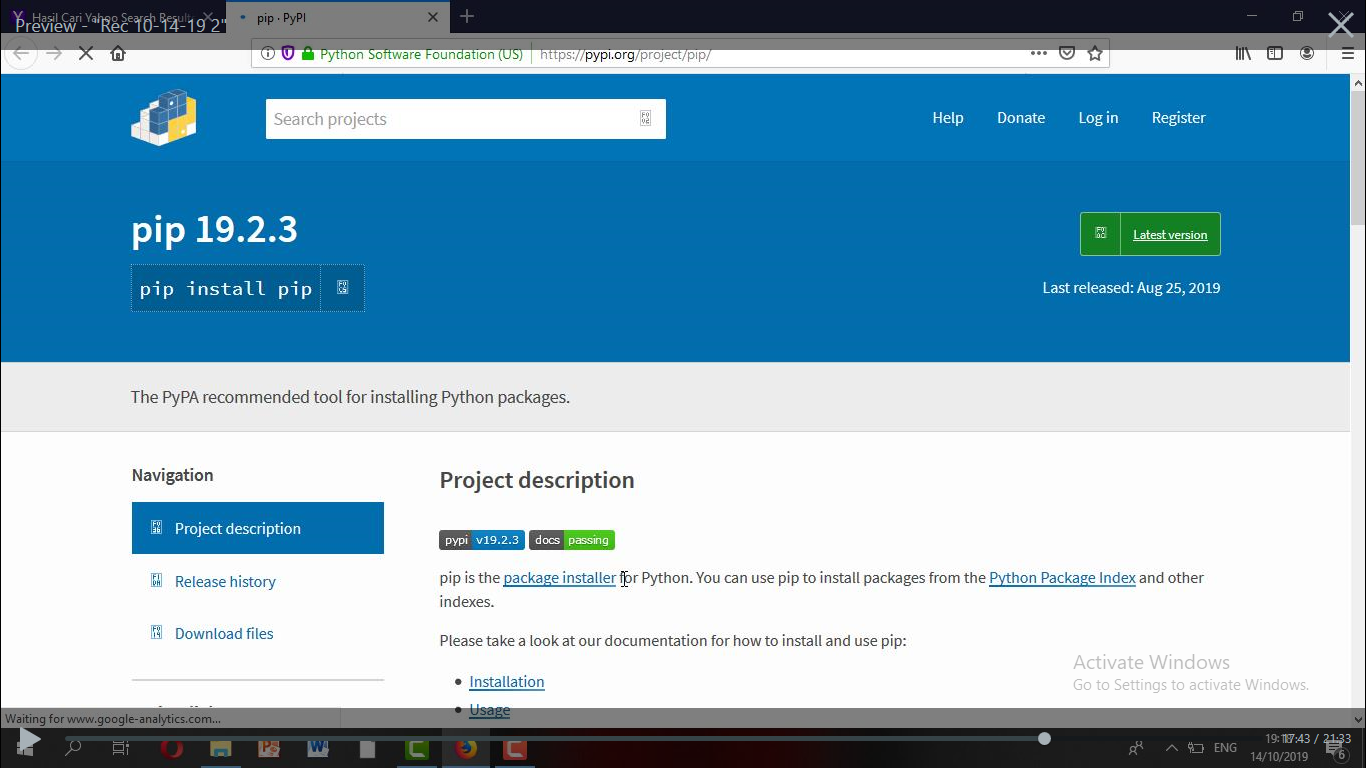 Hasil Cari Yahoo Search Result
pip · PyPI
Preview - "Rec 10-14-19 2"
Python Software Foundation (US)
https://pypi.org/project/pip/
Search projects
Help
Donate
Log in
Register
pip 19.2.3
Latest version
pip install pip
Last released: Aug 25, 2019
The PyPA recommended tool for installing Python packages.
Navigation
Project description
Project description
pypi v19.2.3 docs passing
pip is the package installer for Python. You can use pip to install packages from the Python Package Index and other
indexes.
Release history
Download files
Please take a look at our documentation for how to install and use pip:
Activate Windows
Go to Settings to activate Windows.
Installation
Usage
Waiting for www.google-analytics.com...
ENG
17:43 / 21:33
14/10/2019
6